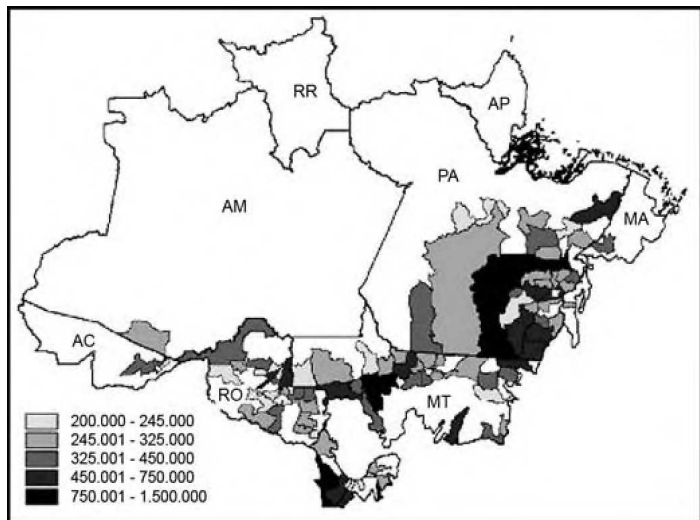 RR
AP
PA
AM
MA
AC
RO
MT
200.000 - 245.000
245.001 - 325.000
325.001 - 450.000
450.001 - 750.000
750.001 - 1.500.000